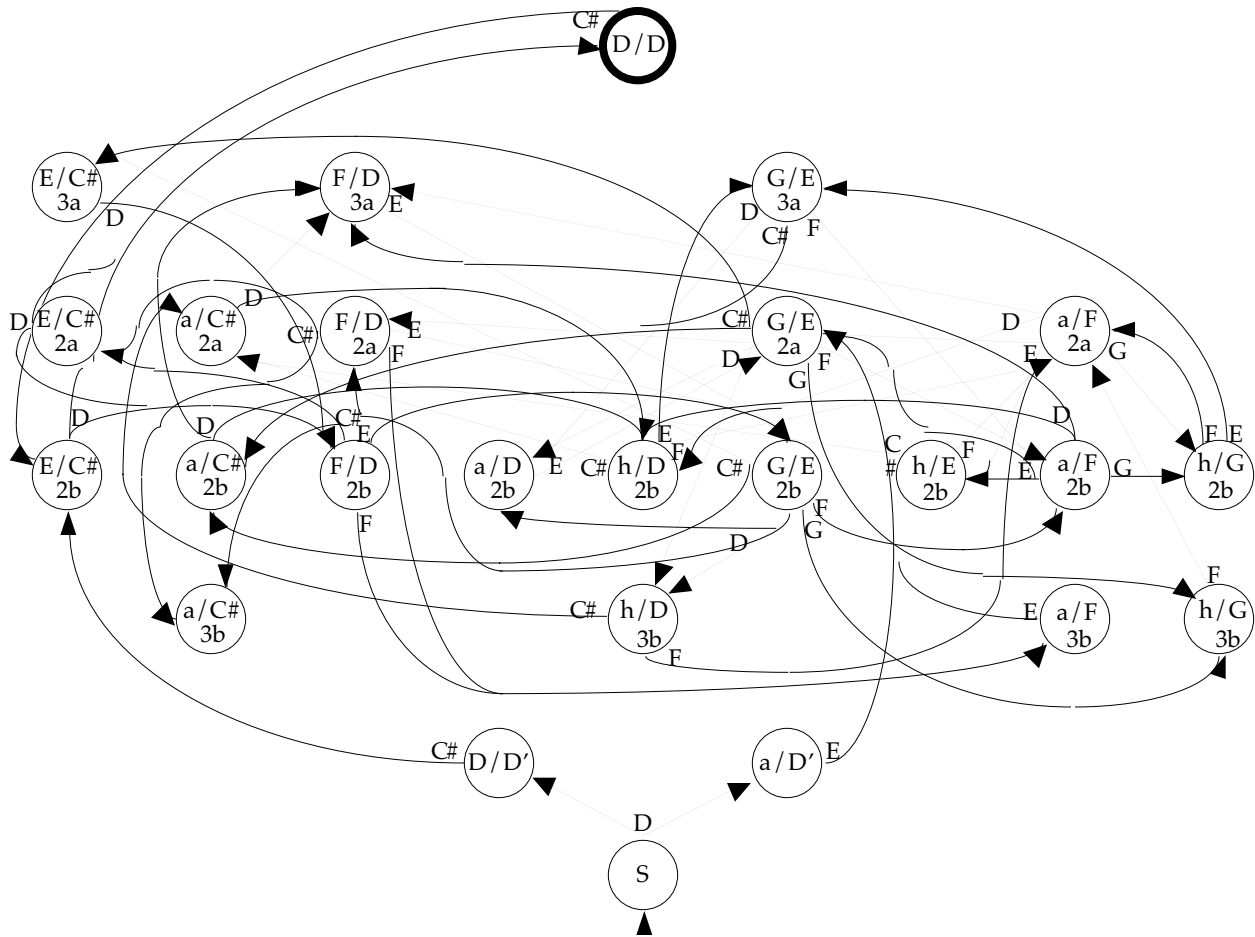 C#
D/D
E/C#
3a
D
F/D
3a
E
G/E
3a
D
C#
F
D
E/C#
2a
a/C#
2a
D
C#
F/D
2a
E
F
C#
G/E
2a
D
F
G
D
a/F
2a
E
G
D
E/C#
2b
D
a/C#
2b
C#
E
F/D
2b
F
a/D
2b
E
C#
h/D
2b
E
F
C#
G/E
2b
F
G
D
C
#
h/E
2b
F
D
E
a/F
2b
G
F
E
h/G
2b
a/C#
3b
C#
h/D
3b
F
E
a/F
3b
F
h/G
3b
C#
D/D'
a/D'
E
D
S